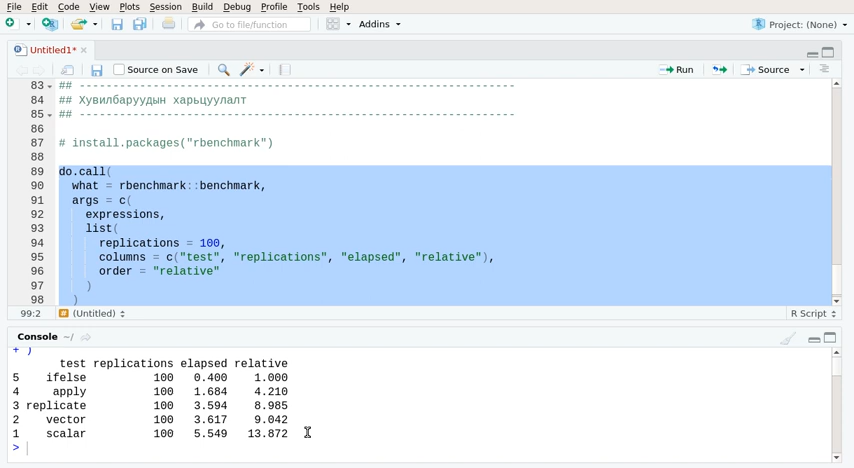 File Edit Code View Plots Session Build Debug Profile Tools Help
Go to file/function Addins Project: (None)
Untitled1*
Source on Save Run Source
83 ## -----------------------------------------------------------------
84 ## Хувилбаруудын харьцуулалт
85 ## -----------------------------------------------------------------
86
87 # install.packages("rbenchmark")
88
89 do.call(
90 what = rbenchmark::benchmark,
91 args = c(
92 expressions,
93 list(
94 replications = 100,
95 columns = c("test", "replications", "elapsed", "relative"),
96 order = "relative"
97 )
98 )
99:2 (Untitled) R Script
Console ~/
+ )
test replications elapsed relative
5 ifelse 100 0.400 1.000
4 apply 100 1.684 4.210
3 replicate 100 3.594 8.985
2 vector 100 3.617 9.042
1 scalar 100 5.549 13.872
>